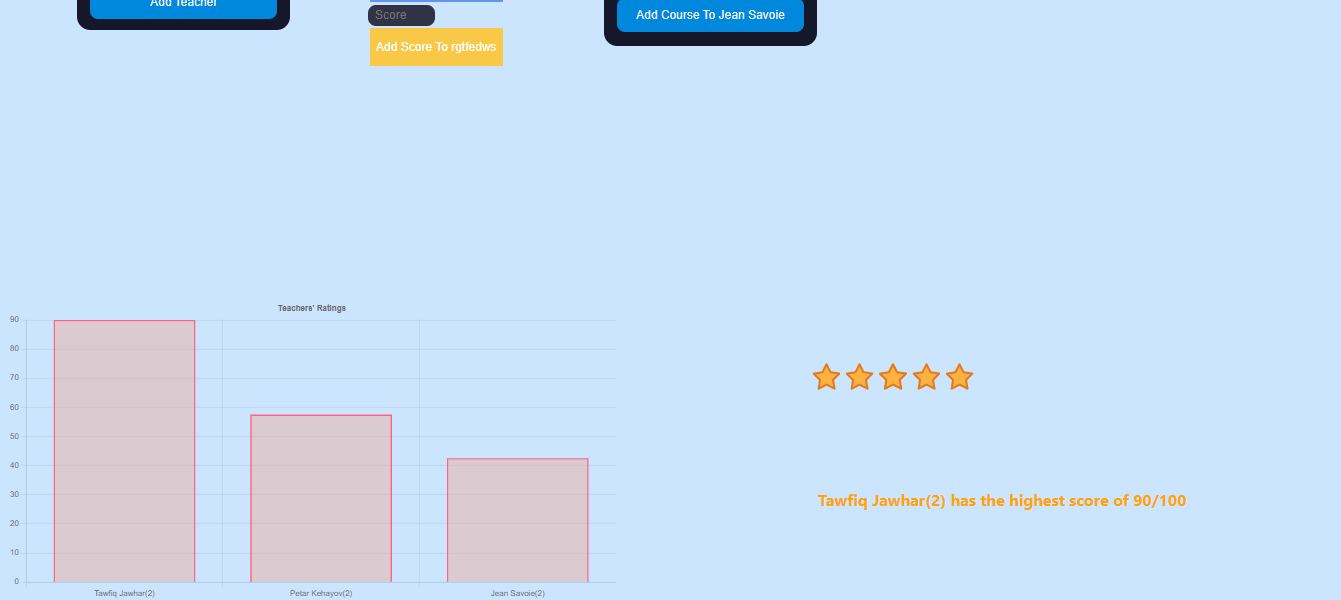 Add Teacher
Score
Add Score To rgtfedws
Add Course To Jean Savoie
Teachers' Ratings
90
80
70
60
50
40
30
20
10
0
Tawfiq Jawhar(2)
Petar Kehayov(2)
Jean Savoie(2)
Tawfiq Jawhar(2) has the highest score of 90/100